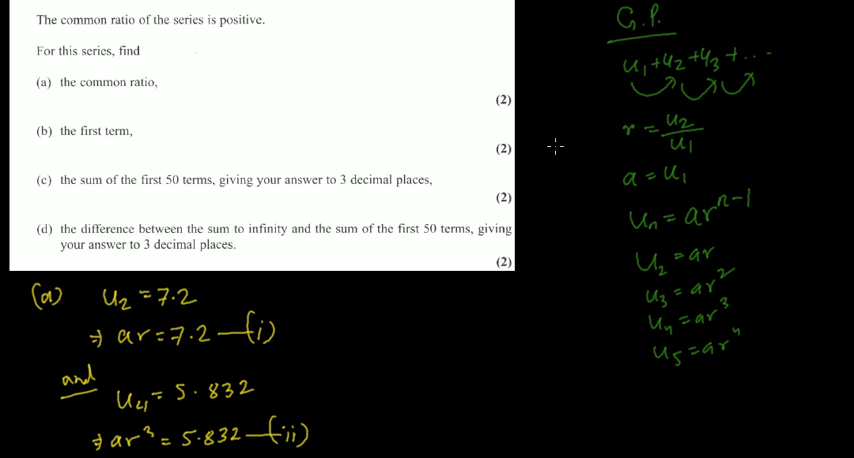 The common ratio of the series is positive.
For this series, find
(a) the common ratio,
(2)
(b) the first term,
(2)
(c) the sum of the first 50 terms, giving your answer to 3 decimal places,
(2)
(d) the difference between the sum to infinity and the sum of the first 50 terms, giving
your answer to 3 decimal places.
(2)
(a) u₂ = 7.2
⇒ ar = 7.2 —(i)
and
u₄ = 5.832
⇒ ar³ = 5.832 —(ii)
G.P.
u₁+u₂+u₃+...
r = u₂/u₁
a = u₁
uₙ = arⁿ⁻¹
u₂ = ar
u₃ = ar²
u₄ = ar³
u₅ = ar⁴